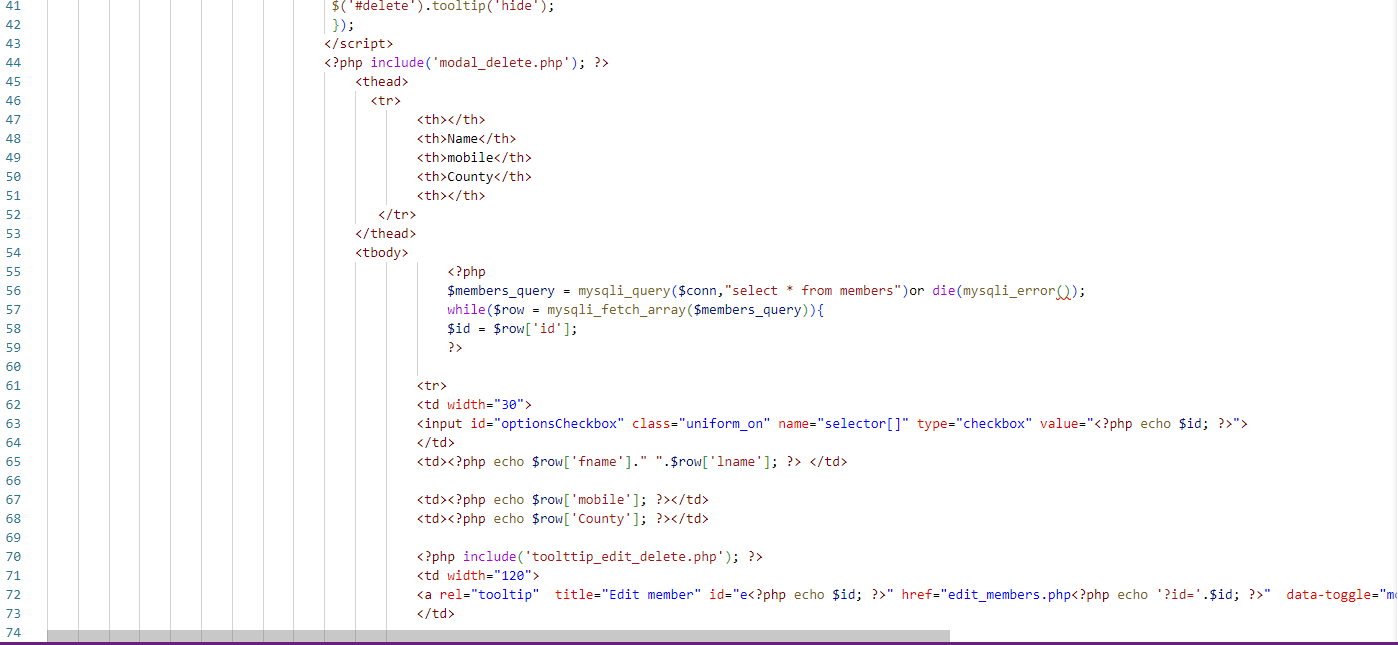 41 $('#delete').tooltip('hide');
42 });
43 </script>
44 <?php include('modal_delete.php'); ?>
45 <thead>
46 <tr>
47 <th></th>
48 <th>Name</th>
49 <th>mobile</th>
50 <th>County</th>
51 <th></th>
52 </tr>
53 </thead>
54 <tbody>
55 <?php
56 $members_query = mysqli_query($conn,"select * from members")or die(mysqli_error());
57 while($row = mysqli_fetch_array($members_query)){
58 $id = $row['id'];
59 ?>
60
61 <tr>
62 <td width="30">
63 <input id="optionsCheckbox" class="uniform_on" name="selector[]" type="checkbox" value="<?php echo $id; ?>">
64 </td>
65 <td><?php echo $row['fname']." ".$row['lname']; ?> </td>
66
67 <td><?php echo $row['mobile']; ?></td>
68 <td><?php echo $row['County']; ?></td>
69
70 <?php include('toolttip_edit_delete.php'); ?>
71 <td width="120">
72 <a rel="tooltip"  title="Edit member" id="e<?php echo $id; ?>" href="edit_members.php<?php echo '?id='.$id; ?>"  data-toggle="m
73 </td>
74